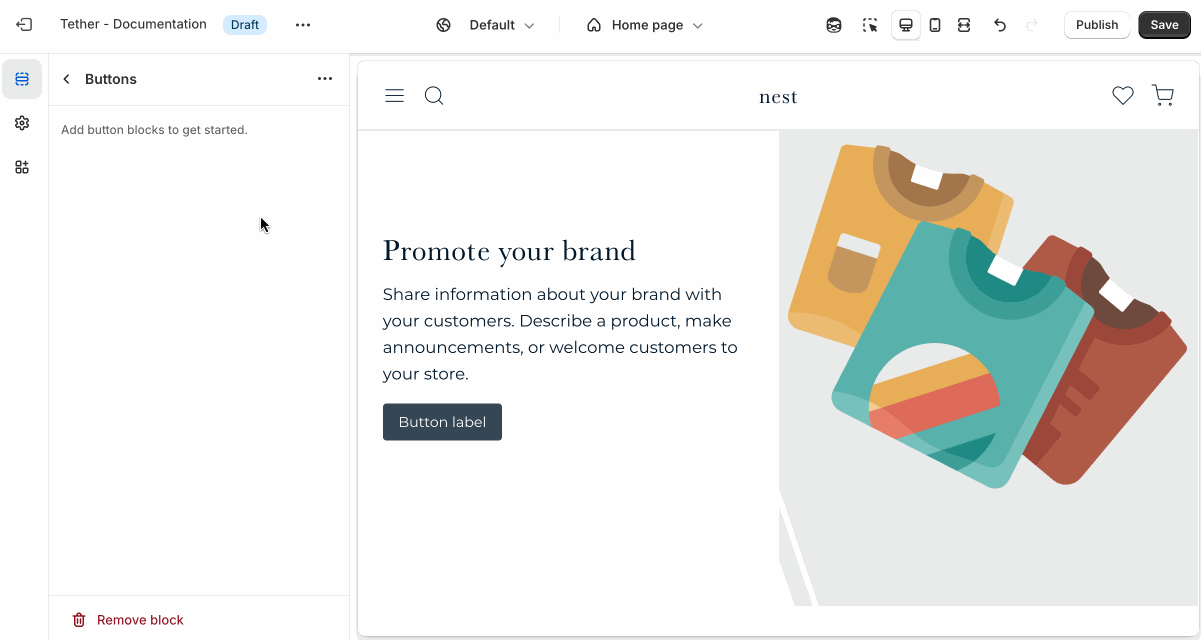 Tether - Documentation Draft Default Home page Publish Save
Buttons
Add button blocks to get started.
Remove block
nest
Promote your brand
Share information about your brand with
your customers. Describe a product, make
announcements, or welcome customers to
your store.
Button label